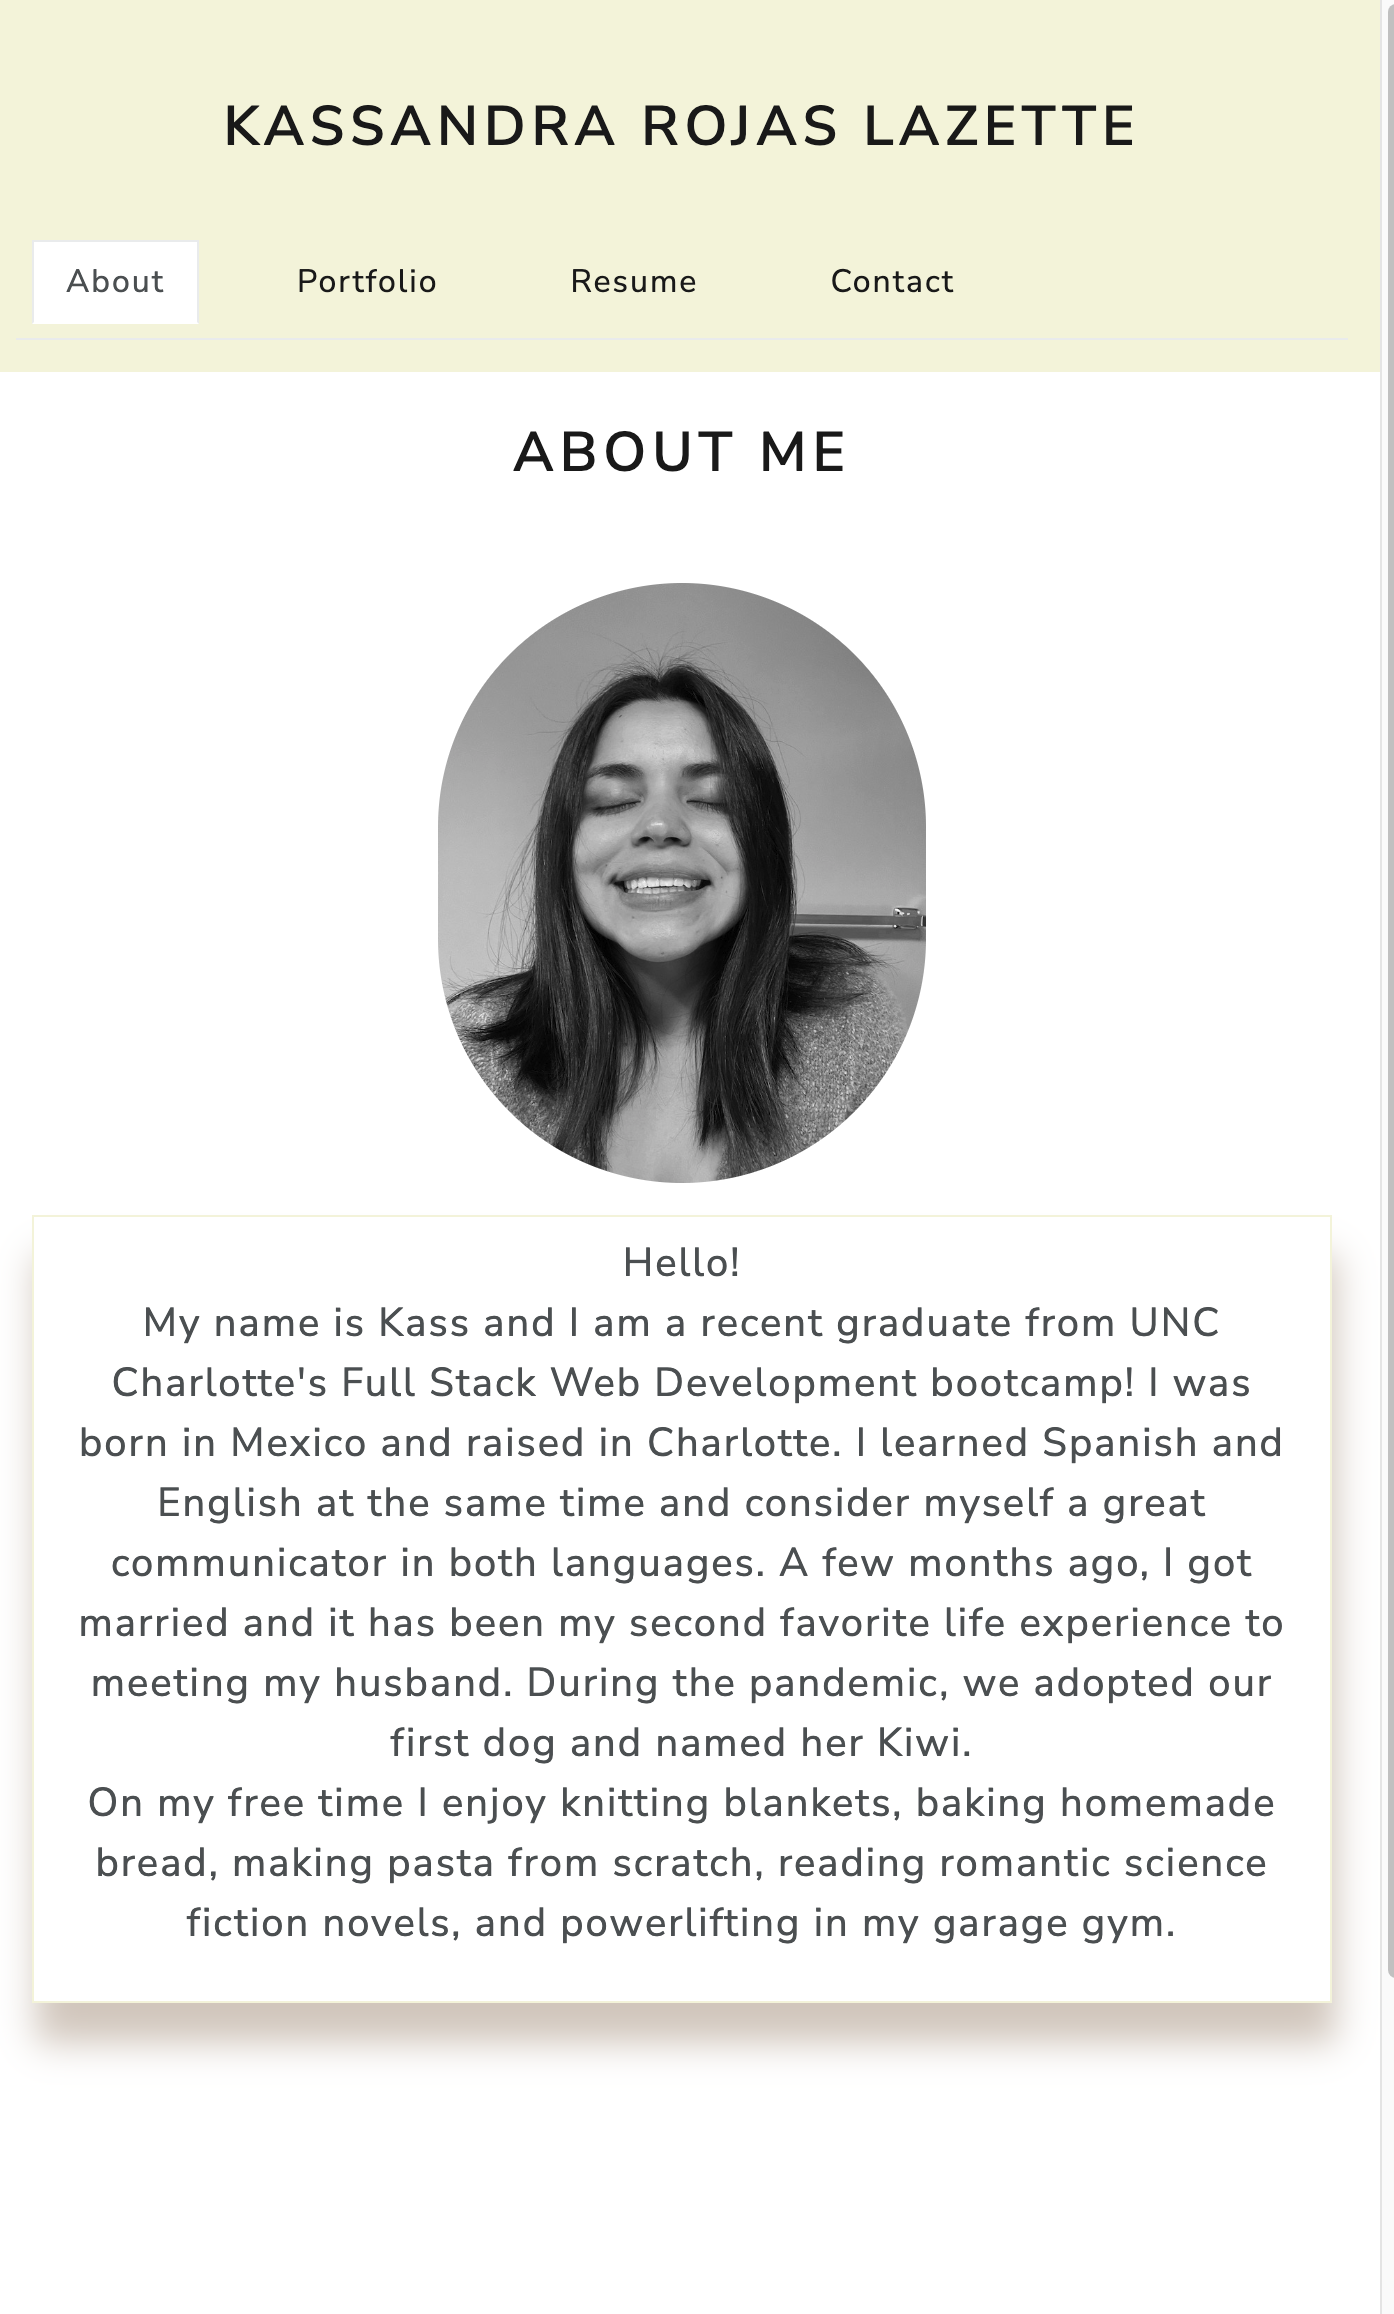 KASSANDRA ROJAS LAZETTE
About Portfolio Resume Contact
ABOUT ME
Hello!
My name is Kass and I am a recent graduate from UNC
Charlotte's Full Stack Web Development bootcamp! I was
born in Mexico and raised in Charlotte. I learned Spanish and
English at the same time and consider myself a great
communicator in both languages. A few months ago, I got
married and it has been my second favorite life experience to
meeting my husband. During the pandemic, we adopted our
first dog and named her Kiwi.
On my free time I enjoy knitting blankets, baking homemade
bread, making pasta from scratch, reading romantic science
fiction novels, and powerlifting in my garage gym.